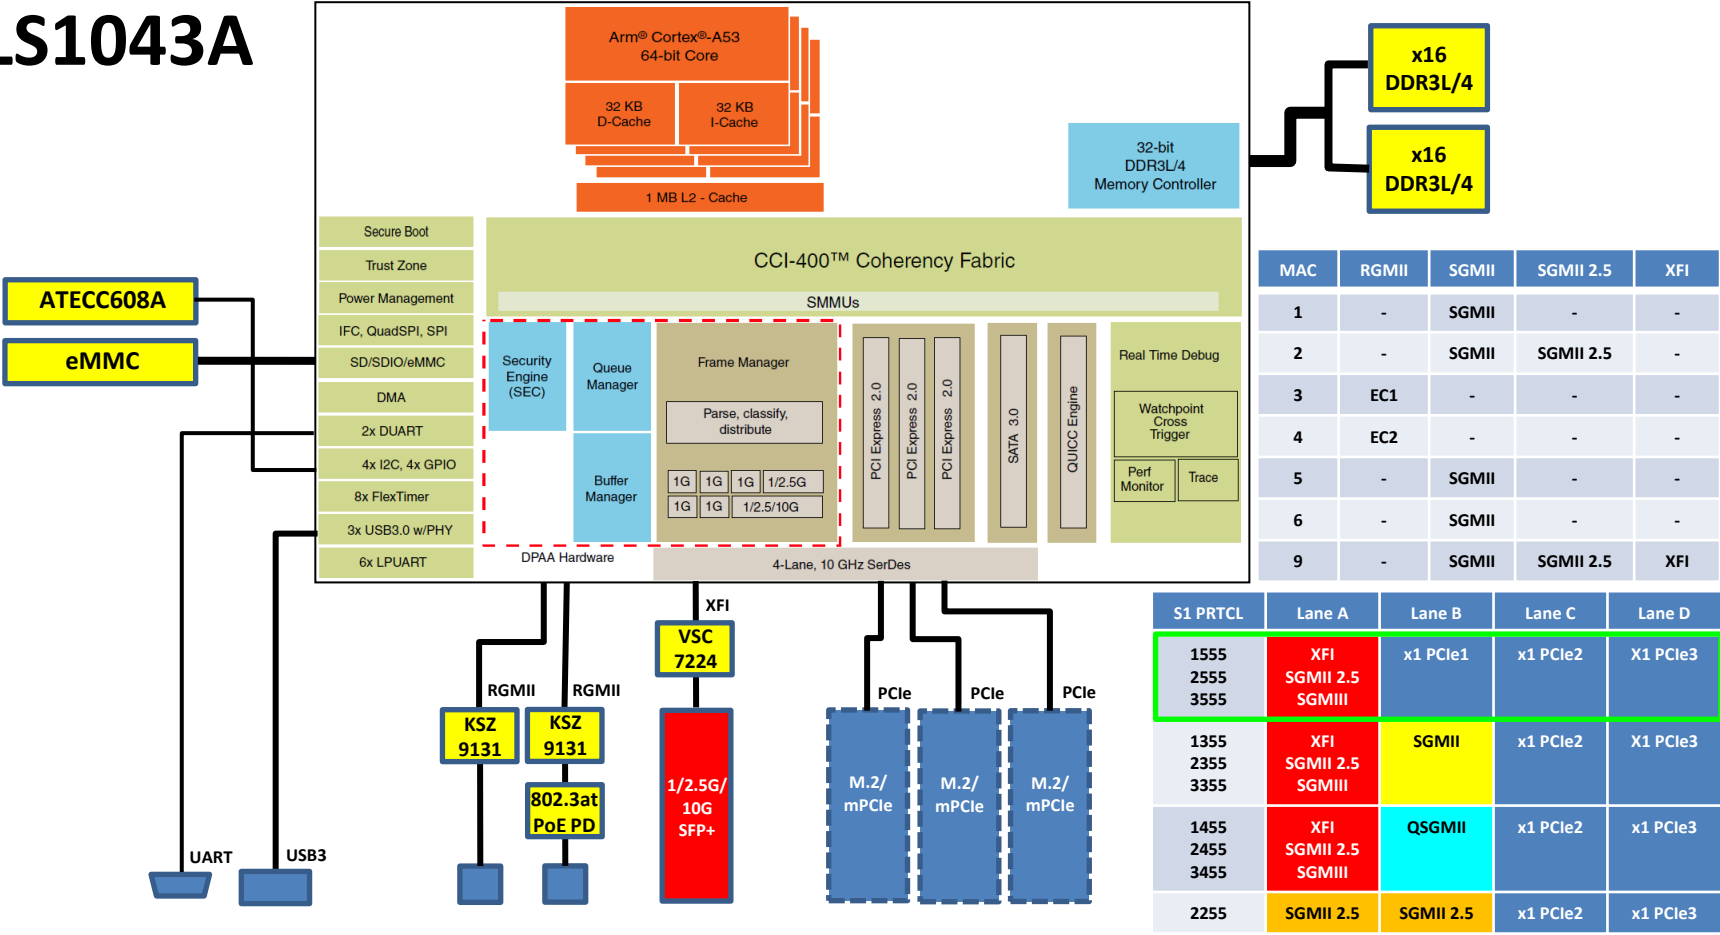 LS1043A
Arm® Cortex®-A53
64-bit Core
32 KB
D-Cache
32 KB
I-Cache
1 MB L2 - Cache
32-bit
DDR3L/4
Memory Controller
x16
DDR3L/4
x16
DDR3L/4
Secure Boot
Trust Zone
Power Management
IFC, QuadSPI, SPI
SD/SDIO/eMMC
DMA
2x DUART
4x I2C, 4x GPIO
8x FlexTimer
3x USB3.0 w/PHY
6x LPUART
CCI-400™ Coherency Fabric
SMMUs
ATECC608A
eMMC
Security
Engine
(SEC)
Queue
Manager
Buffer
Manager
Frame Manager
Parse, classify,
distribute
1G 1G 1G 1/2.5G
1G 1G 1/2.5/10G
DPAA Hardware
PCI Express 2.0
PCI Express 2.0
PCI Express 2.0
SATA 3.0
QUICC Engine
Real Time Debug
Watchpoint
Cross
Trigger
Perf
Monitor
Trace
4-Lane, 10 GHz SerDes
MAC RGMII SGMII SGMII 2.5 XFI
1 - SGMII - -
2 - SGMII SGMII 2.5 -
3 EC1 - - -
4 EC2 - - -
5 - SGMII - -
6 - SGMII - -
9 - SGMII SGMII 2.5 XFI
XFI
VSC
7224
RGMII
RGMII
KSZ
9131
KSZ
9131
802.3at
PoE PD
1/2.5G/
10G
SFP+
PCIe
PCIe
PCIe
M.2/
mPCIe
M.2/
mPCIe
M.2/
mPCIe
UART
USB3
S1 PRTCL Lane A Lane B Lane C Lane D
1555 XFI x1 PCIe1 x1 PCIe2 X1 PCIe3
2555 SGMII 2.5
3555 SGMIII
1355 XFI SGMII x1 PCIe2 X1 PCIe3
2355 SGMII 2.5
3355 SGMIII
1455 XFI QSGMII x1 PCIe2 x1 PCIe3
2455 SGMII 2.5
3455 SGMIII
2255 SGMII 2.5 SGMII 2.5 x1 PCIe2 x1 PCIe3